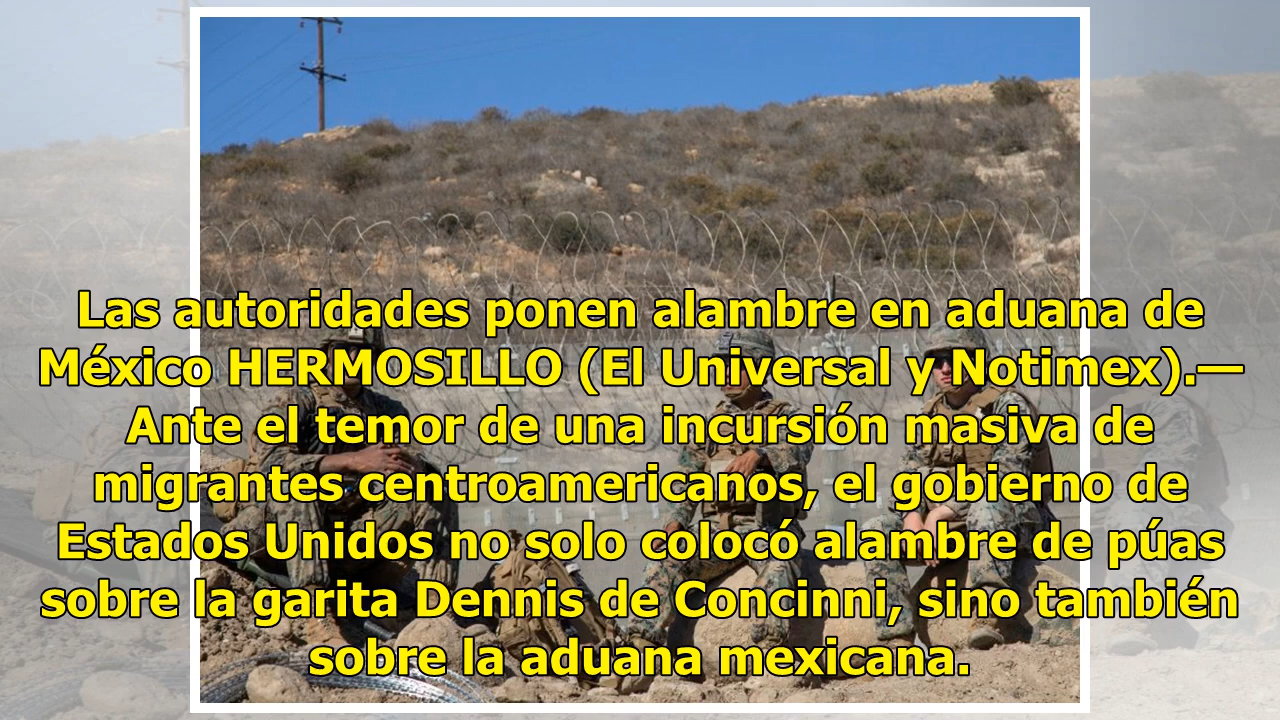 Las autoridades ponen alambre en aduana de
México HERMOSILLO (El Universal y Notimex).—
Ante el temor de una incursión masiva de
migrantes centroamericanos, el gobierno de
Estados Unidos no solo colocó alambre de púas
sobre la garita Dennis de Concinni, sino también
sobre la aduana mexicana.